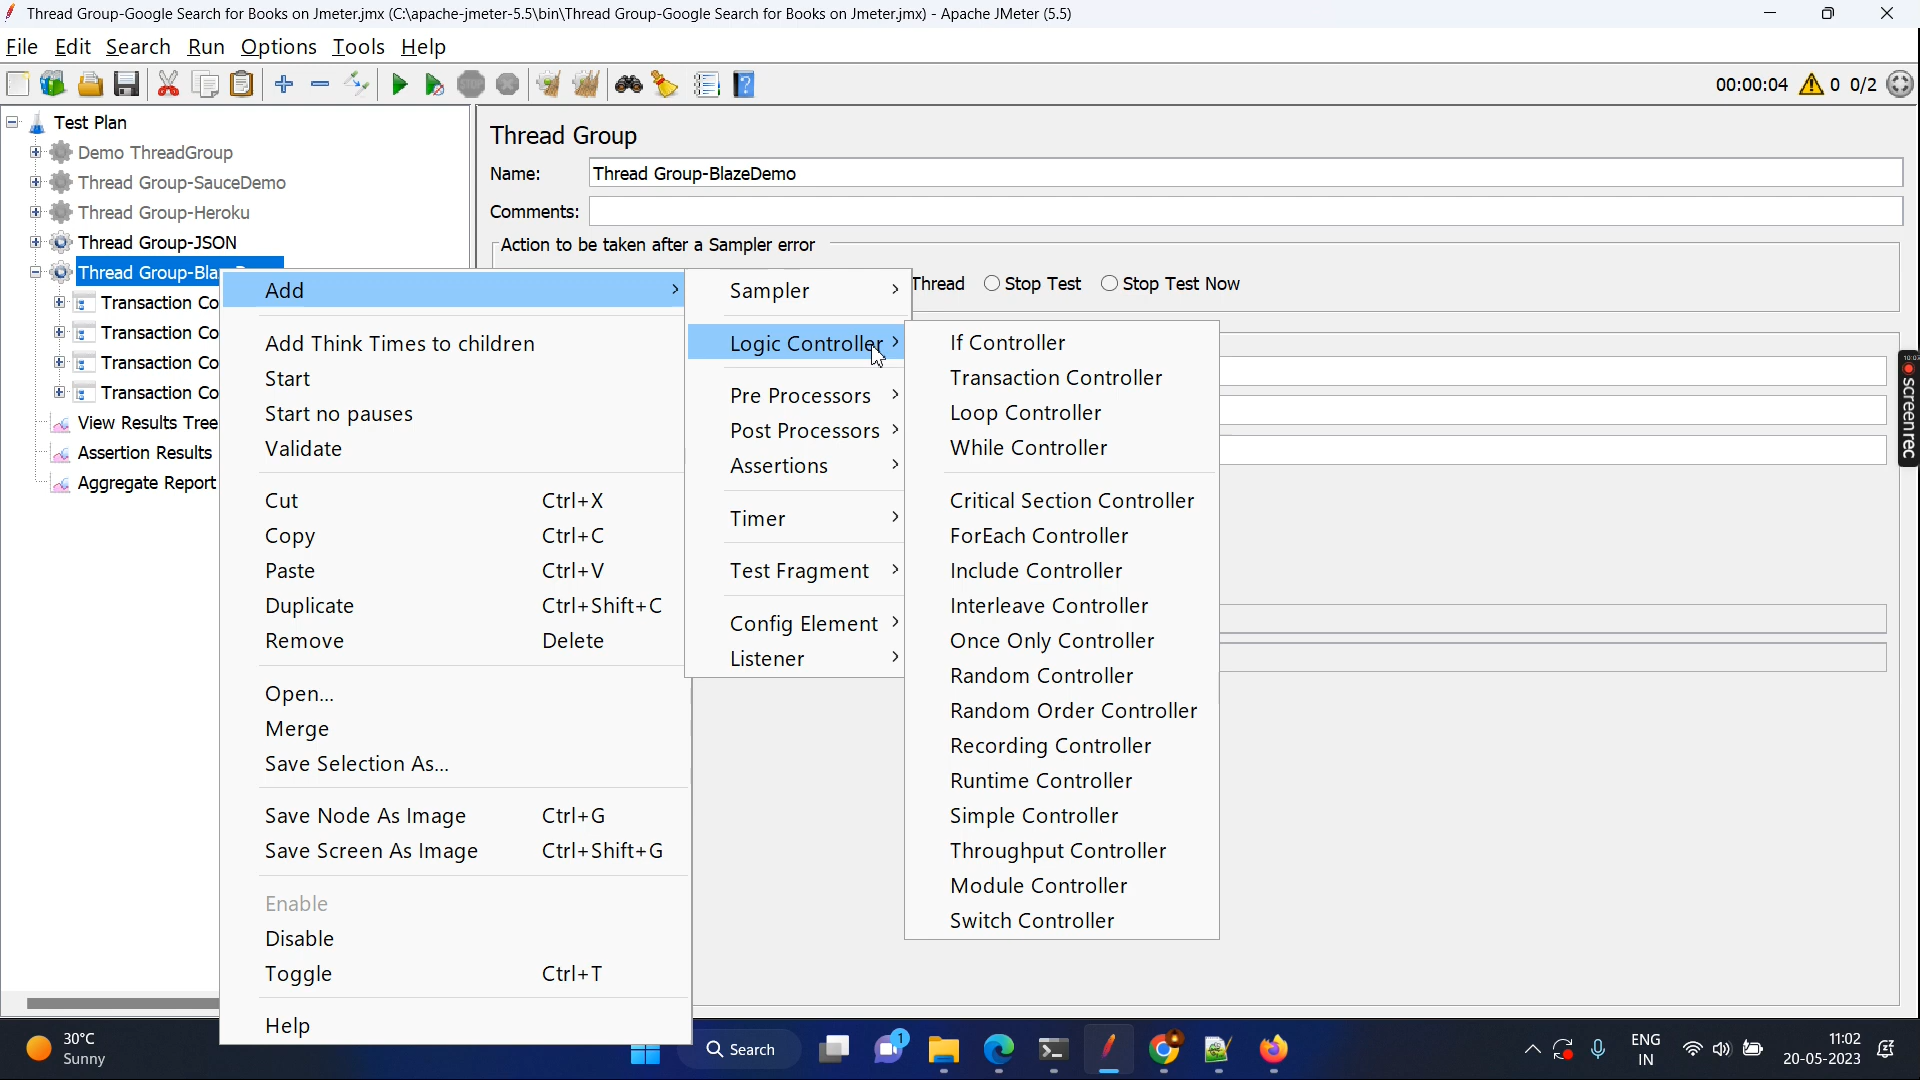 Thread Group-Google Search for Books on Jmeter.jmx (C:\apache-jmeter-5.5\bin\Thread Group-Google Search for Books on Jmeter.jmx) - Apache JMeter (5.5)
File Edit Search Run Options Tools Help
STOP
00:00:04 0 0/2
Test Plan
Demo ThreadGroup
Thread Group-SauceDemo
Thread Group-Heroku
Thread Group-JSON
Thread Group-Bla
Transaction Co
Transaction Co
Transaction Co
Transaction Co
View Results Tree
Assertion Results
Aggregate Report
Thread Group
Name: Thread Group-BlazeDemo
Comments:
Action to be taken after a Sampler error
Thread Stop Test Stop Test Now
Add
Add Think Times to children
Start
Start no pauses
Validate
Cut Ctrl+X
Copy Ctrl+C
Paste Ctrl+V
Duplicate Ctrl+Shift+C
Remove Delete
Open...
Merge
Save Selection As...
Save Node As Image Ctrl+G
Save Screen As Image Ctrl+Shift+G
Enable
Disable
Toggle Ctrl+T
Help
Sampler
Logic Controller
Pre Processors
Post Processors
Assertions
Timer
Test Fragment
Config Element
Listener
If Controller
Transaction Controller
Loop Controller
While Controller
Critical Section Controller
ForEach Controller
Include Controller
Interleave Controller
Once Only Controller
Random Controller
Random Order Controller
Recording Controller
Runtime Controller
Simple Controller
Throughput Controller
Module Controller
Switch Controller
screenrec
30°C
Sunny
Search
1
ENG
IN
11:02
20-05-2023